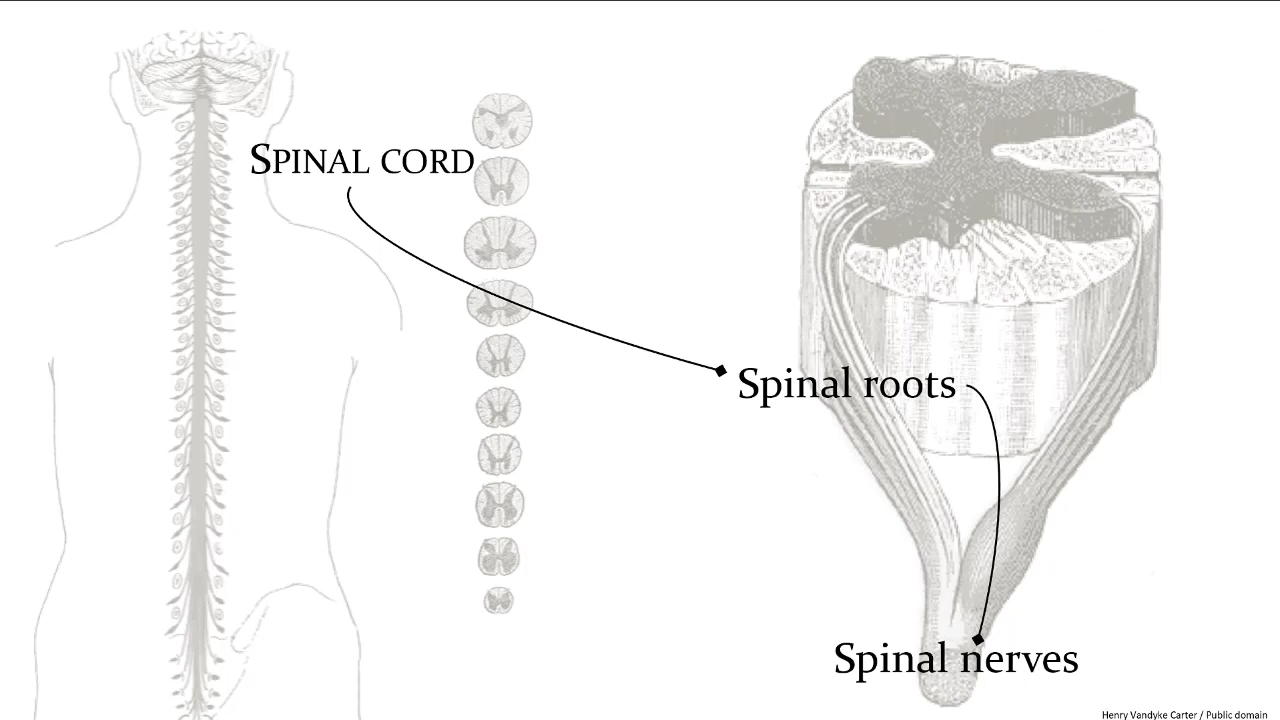 SPINAL CORD
Spinal roots
Spinal nerves
Henry Vandyke Carter / Public domain